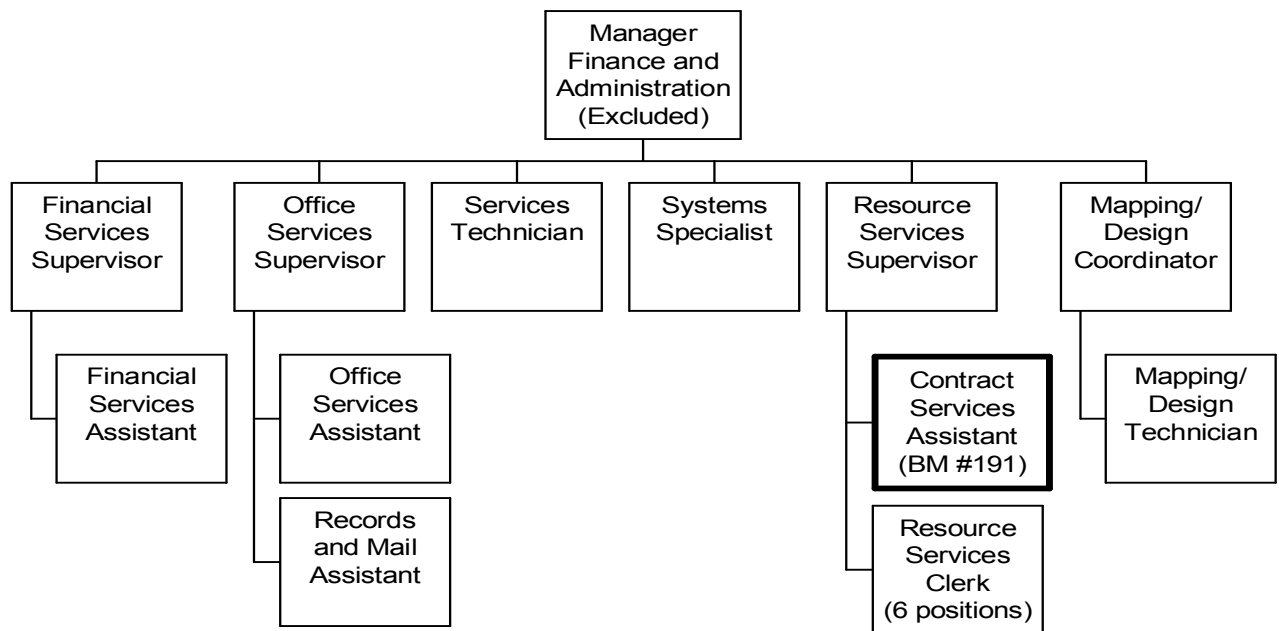 Manager
Finance and
Administration
(Excluded)
Financial
Services
Supervisor
Office
Services
Supervisor
Services
Technician
Systems
Specialist
Resource
Services
Supervisor
Mapping/
Design
Coordinator
Financial
Services
Assistant
Office
Services
Assistant
Contract
Services
Assistant
(BM #191)
Mapping/
Design
Technician
Records
and Mail
Assistant
Resource
Services
Clerk
(6 positions)